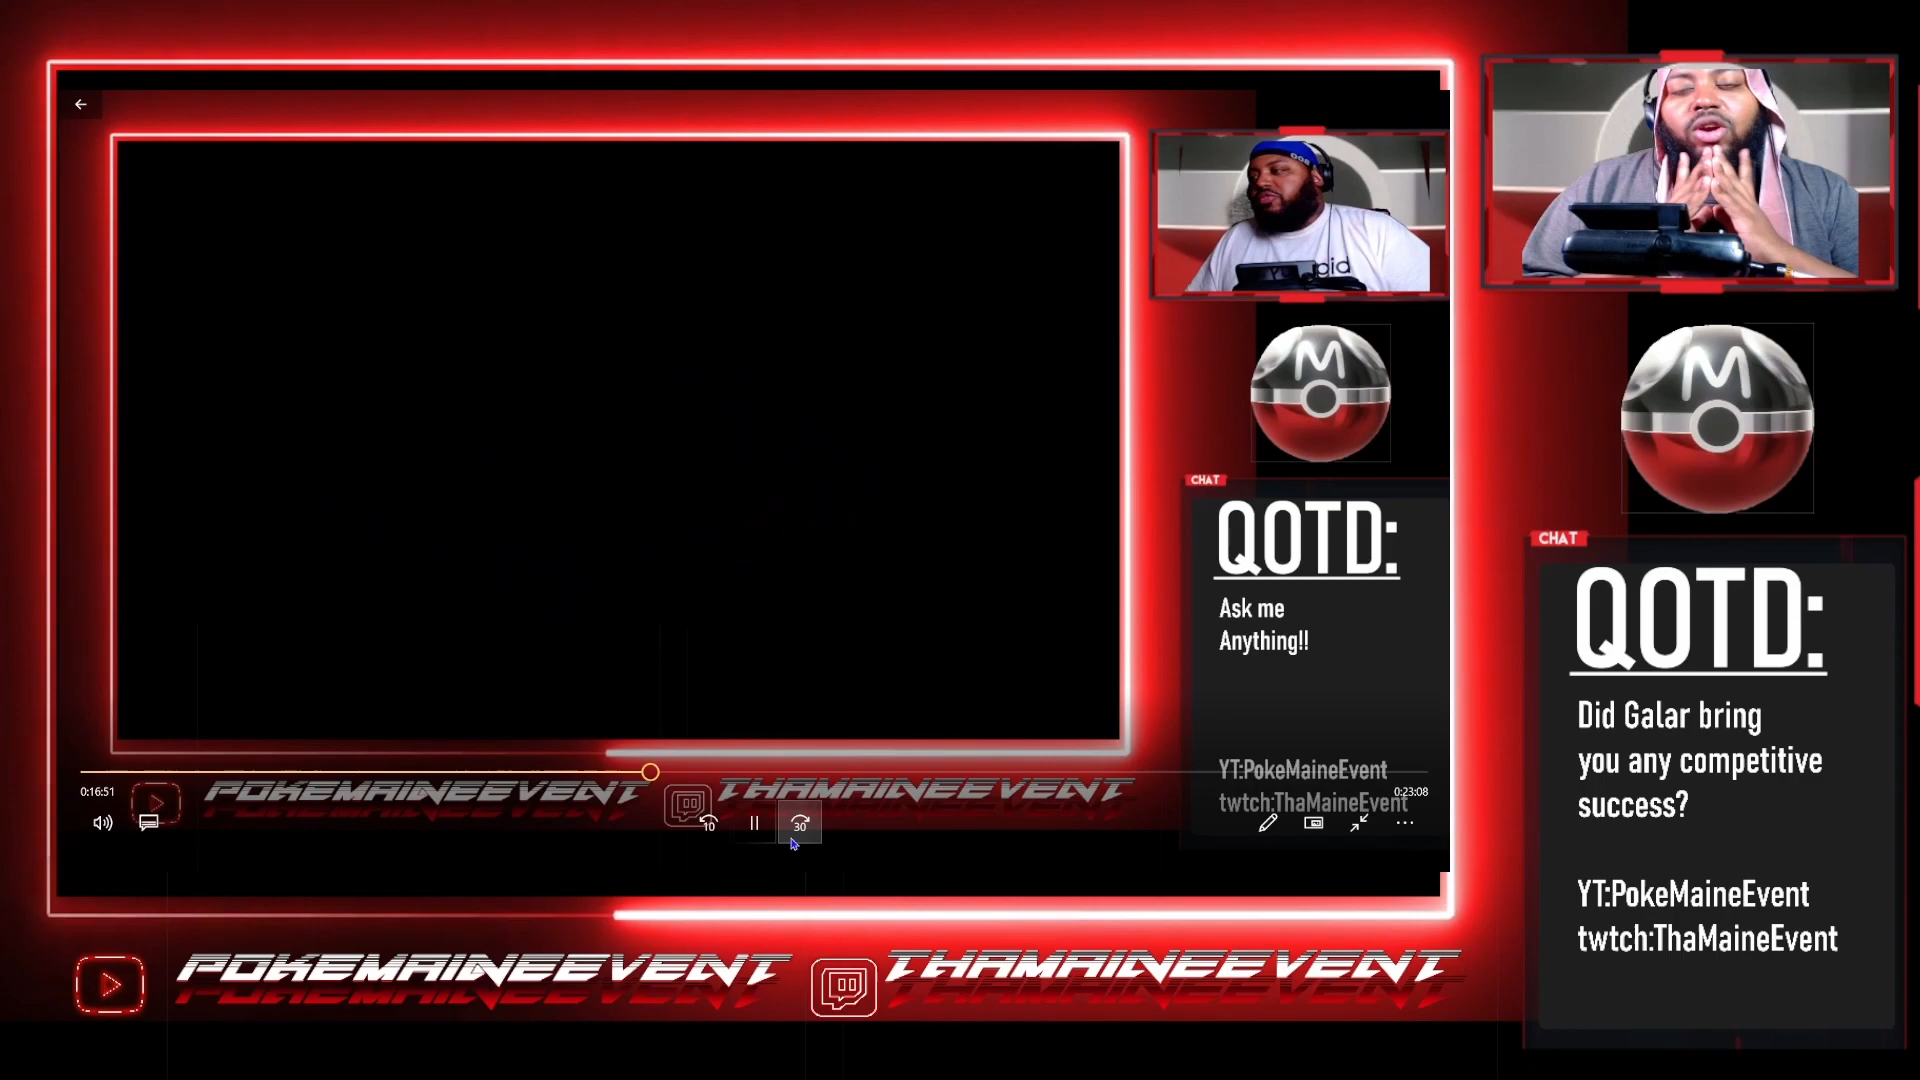 M
CHAT
QOTD:
Ask me
Anything!!
YT:PokeMaineEvent
twtch:ThaMaineEvent
0:16:51
0:23:08
POKEMAINEEVENT
THAMAINEEVENT
10
30
M
CHAT
QOTD:
Did Galar bring
you any competitive
success?
YT:PokeMaineEvent
twtch:ThaMaineEvent
POKEMAINEEVENT
THAMAINEEVENT